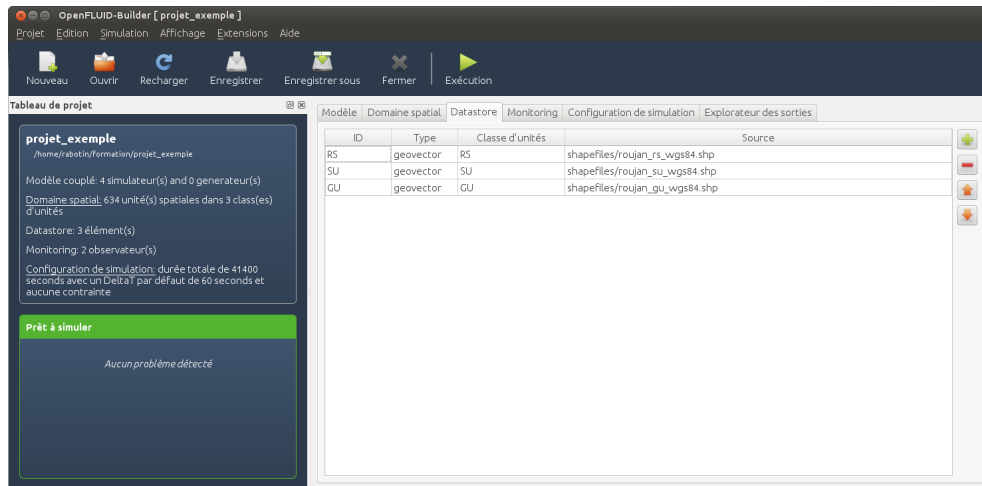 OpenFLUID-Builder [ projet_exemple ]
Projet Edition Simulation Affichage Extensions Aide
Nouveau Ouvrir Recharger Enregistrer Enregistrer sous Fermer Exécution
Tableau de projet
projet_exemple
/home/rabotin/formation/projet_exemple
Modèle couplé: 4 simulateur(s) and 0 generateur(s)
Domaine spatial: 634 unité(s) spatiales dans 3 class(es)
d'unités
Datastore: 3 élément(s)
Monitoring: 2 observateur(s)
Configuration de simulation: durée totale de 41400
secondes avec un DeltaT par défaut de 60 secondes et
aucune contrainte
Prêt à simuler
Aucun problème détecté
Modèle Domaine spatial Datastore Monitoring Configuration de simulation Explorateur des sorties
ID Type Classe d'unités Source
RS geovector RS shapefiles/roujan_rs_wgs84.shp
SU geovector SU shapefiles/roujan_su_wgs84.shp
GU geovector GU shapefiles/roujan_gu_wgs84.shp